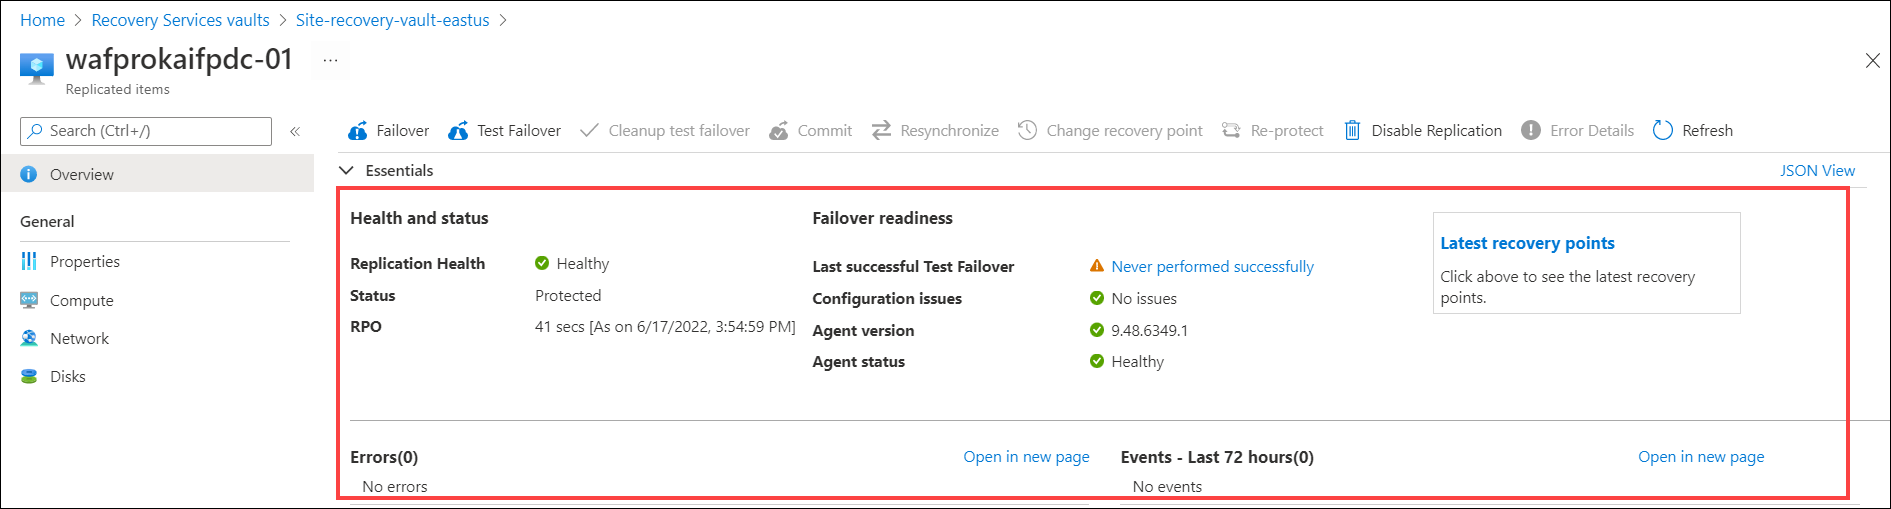 Home > Recovery Services vaults > Site-recovery-vault-eastus >
wafprokaifpdc-01 ...
Replicated items
Search (Ctrl+/) «
Failover Test Failover Cleanup test failover Commit Resynchronize Change recovery point Re-protect Disable Replication Error Details Refresh
Overview
General
Properties
Compute
Network
Disks
Essentials JSON View
Health and status
Replication Health Healthy
Status Protected
RPO 41 secs [As on 6/17/2022, 3:54:59 PM]
Failover readiness
Last successful Test Failover Never performed successfully
Configuration issues No issues
Agent version 9.48.6349.1
Agent status Healthy
Latest recovery points
Click above to see the latest recovery
points.
Errors(0) Open in new page
No errors
Events - Last 72 hours(0) Open in new page
No events